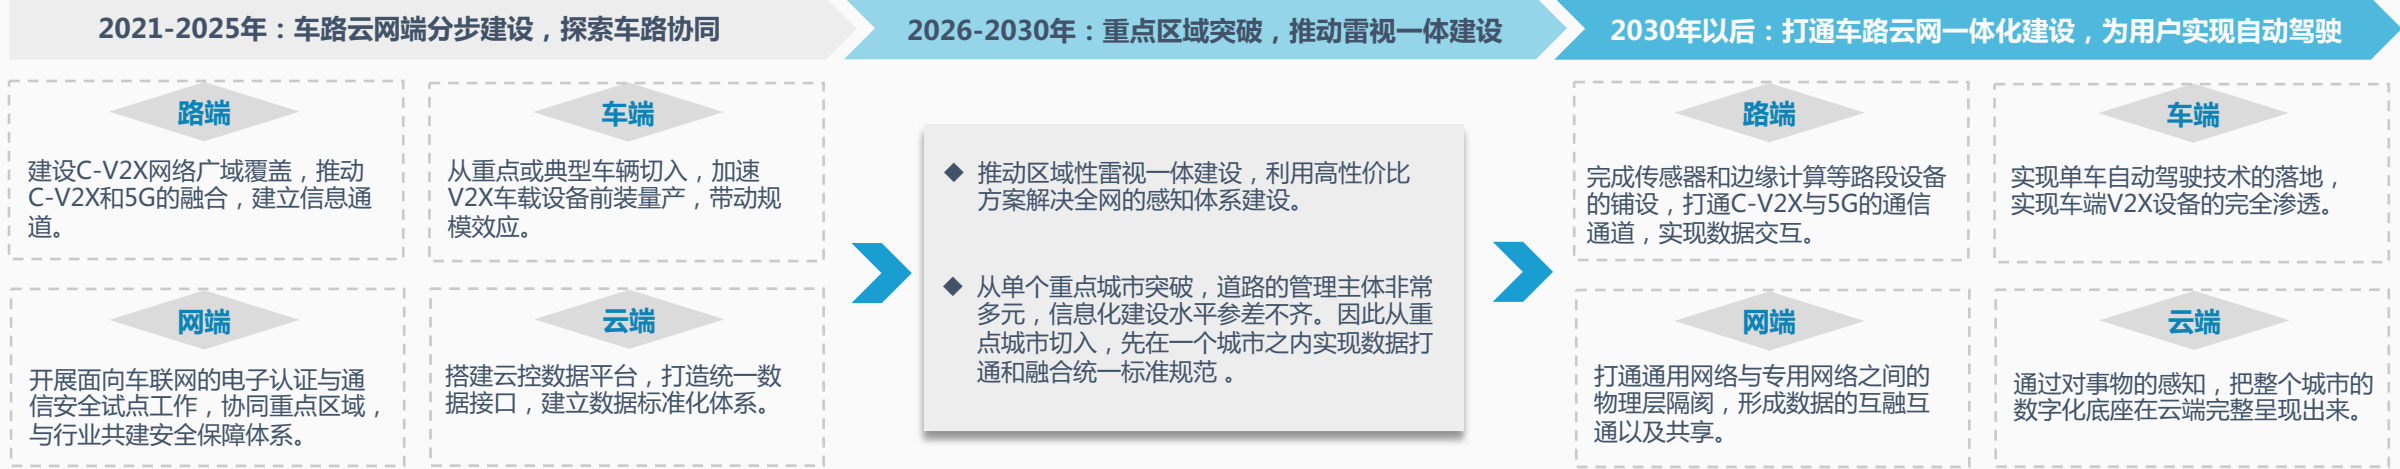 2021-2025年：车路云网端分步建设，探索车路协同
2026-2030年：重点区域突破，推动雷视一体建设
2030年以后：打通车路云网一体化建设，为用户实现自动驾驶
路端
建设C-V2X网络广域覆盖，推动
C-V2X和5G的融合，建立信息通
道。
车端
从重点或典型车辆切入，加速
V2X车载设备前装量产，带动规
模效应。
网端
开展面向车联网的电子认证与通
信安全试点工作，协同重点区域，
与行业共建安全保障体系。
云端
搭建云控数据平台，打造统一数
据接口，建立数据标准化体系。
◆ 推动区域性雷视一体建设，利用高性价比
方案解决全网的感知体系建设。
◆ 从单个重点城市突破，道路的管理主体非常
多元，信息化建设水平参差不齐。因此从重
点城市切入，先在一个城市之内实现数据打
通和融合统一标准规范 。
路端
完成传感器和边缘计算等路段设备
的铺设，打通C-V2X与5G的通信
通道，实现数据交互。
车端
实现单车自动驾驶技术的落地，
实现车端V2X设备的完全渗透。
网端
打通通用网络与专用网络之间的
物理层隔阂，形成数据的互融互
通以及共享。
云端
通过对事物的感知，把整个城市的
数字化底座在云端完整呈现出来。